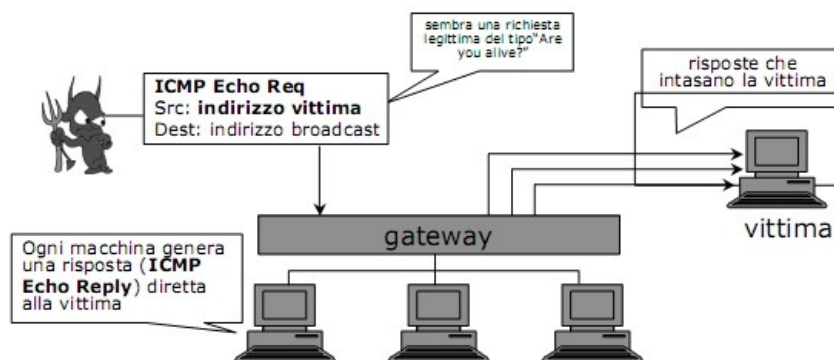 sembra una richiesta
legittima del tipo“Are
you alive?”
ICMP Echo Req
Src: indirizzo vittima
Dest: indirizzo broadcast
risposte che
intasano la vittima
vittima
gateway
Ogni macchina genera
una risposta (ICMP
Echo Reply) diretta
alla vittima